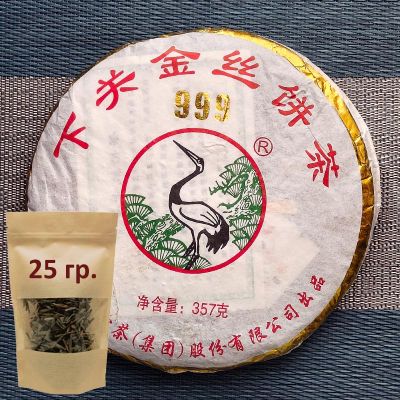 下关金丝饼茶
999
®
净含量：357克
茶(集团)股份有限公司出品
25 гр.